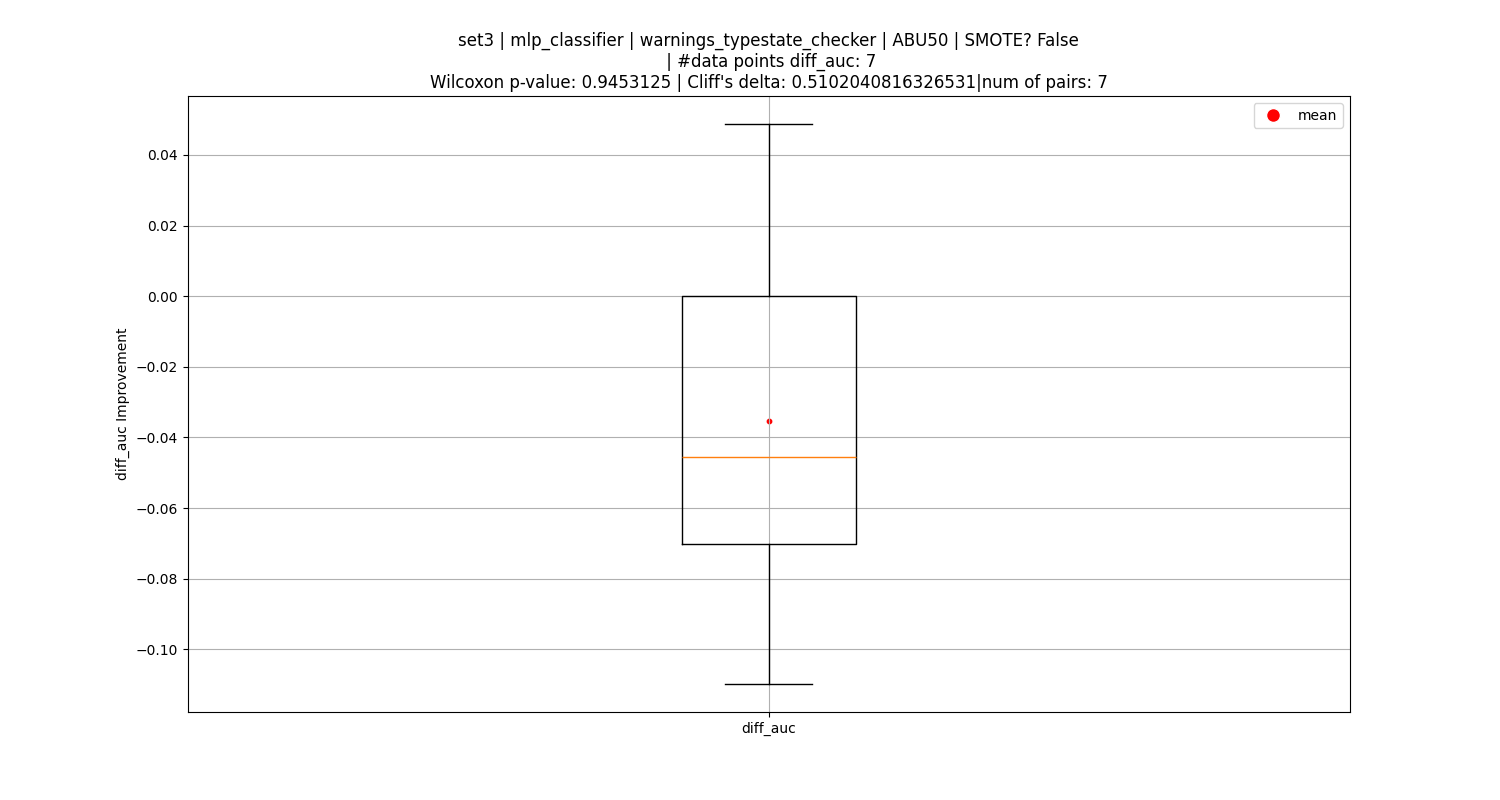 set3 | mlp_classifier | warnings_typestate_checker | ABU50 | SMOTE? False
| #data points diff_auc: 7
Wilcoxon p-value: 0.9453125 | Cliff's delta: 0.5102040816326531|num of pairs: 7
mean
0.04
0.02
0.00
−0.02
−0.04
−0.06
−0.08
−0.10
diff_auc Improvement
diff_auc